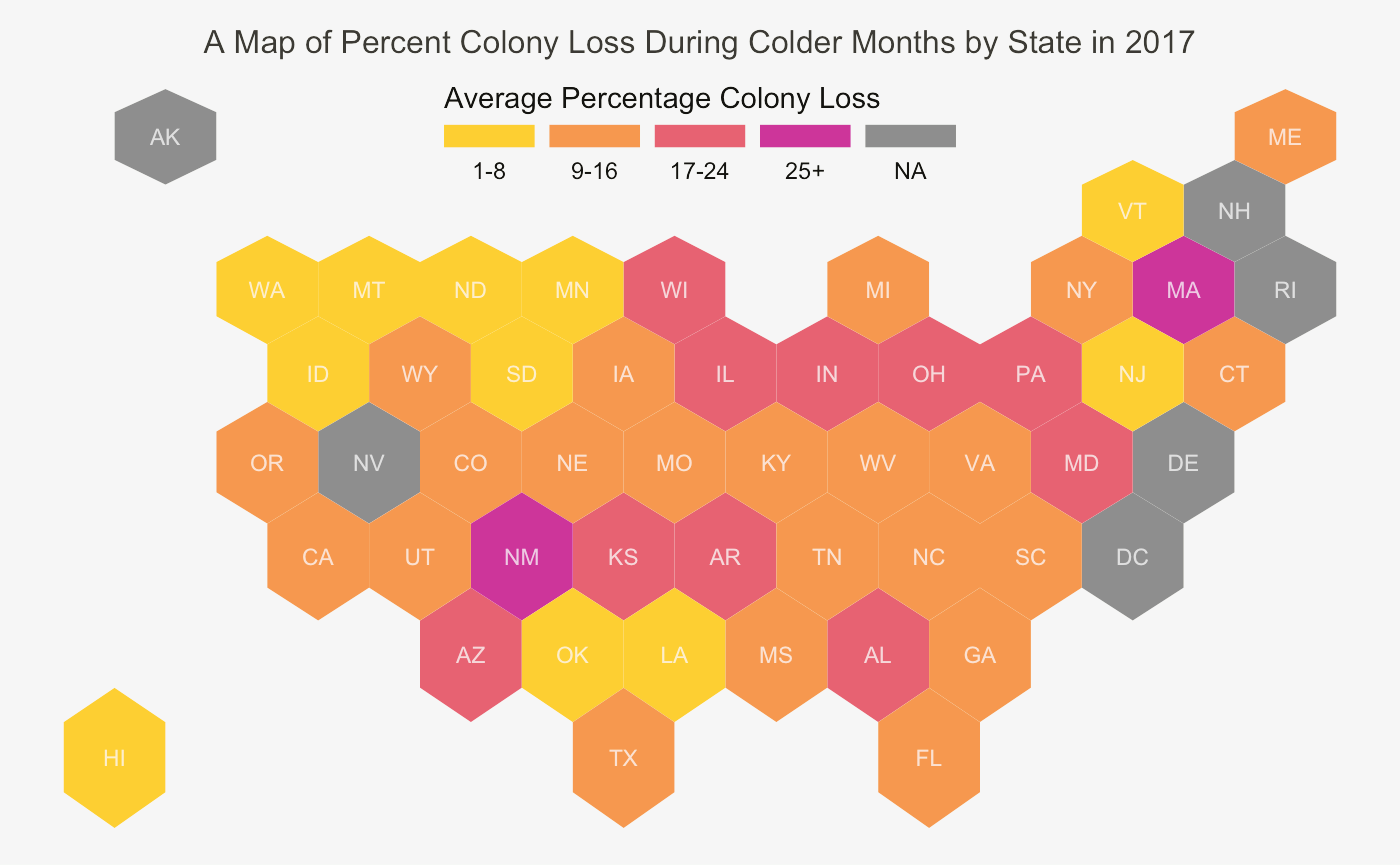 A Map of Percent Colony Loss During Colder Months by State in 2017
Average Percentage Colony Loss
1-8 9-16 17-24 25+ NA
AK ME
VT NH
WA MT ND MN WI MI NY MA RI
ID WY SD IA IL IN OH PA NJ CT
OR NV CO NE MO KY WV VA MD DE
CA UT NM KS AR TN NC SC DC
AZ OK LA MS AL GA
HI TX FL